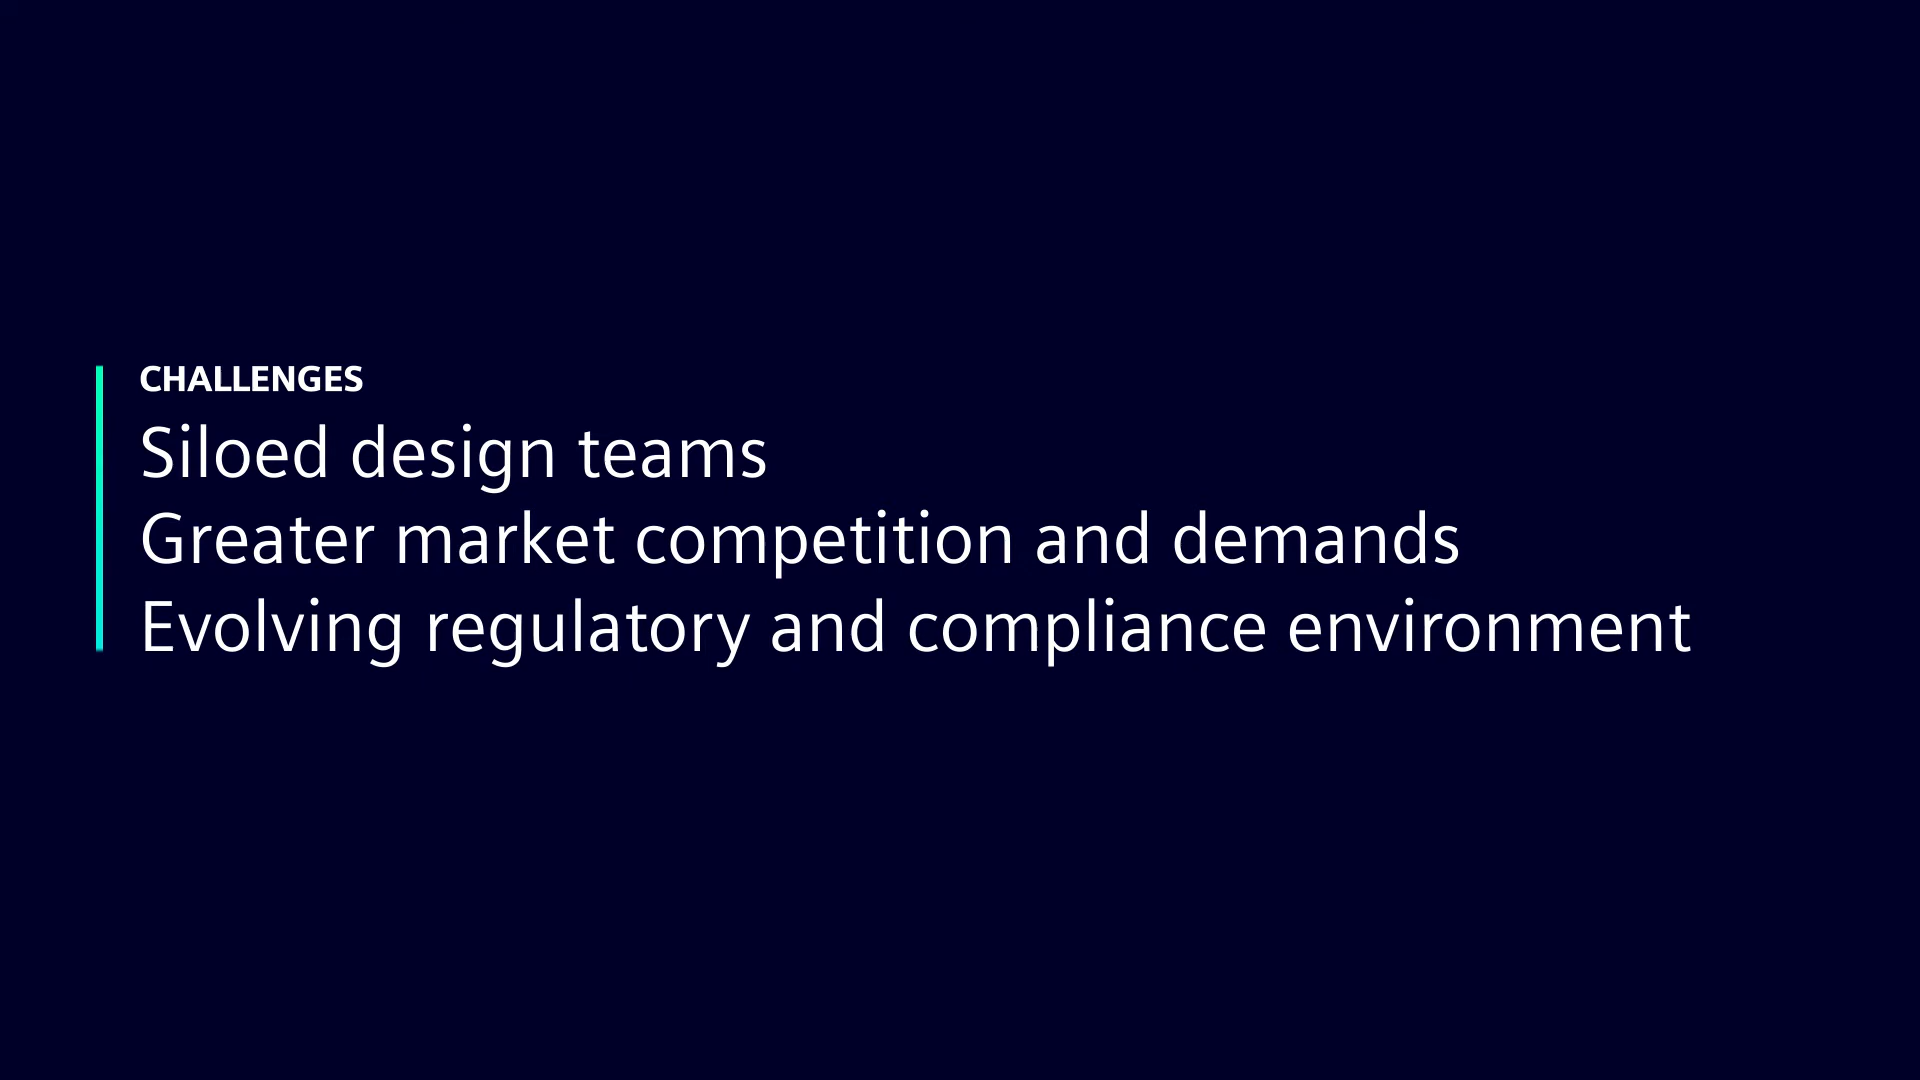 CHALLENGES
Siloed design teams
Greater market competition and demands
Evolving regulatory and compliance environment